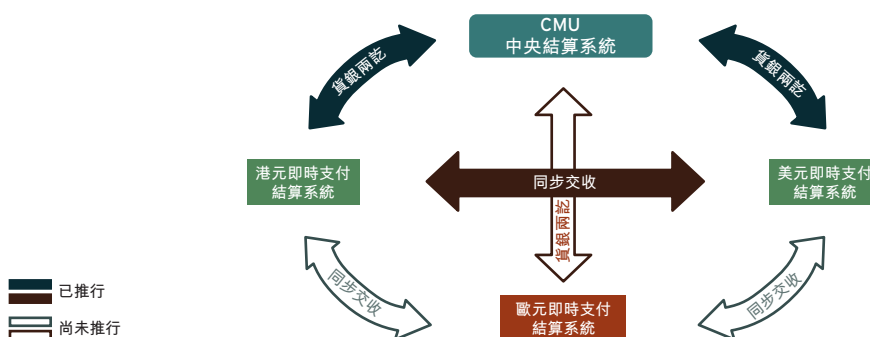 CMU
中央結算系統
貨銀兩訖
貨銀兩訖
港元即時支付
結算系統
同步交收
美元即時支付
結算系統
貨銀兩訖
同步交收
同步交收
歐元即時支付
結算系統
已推行
尚未推行